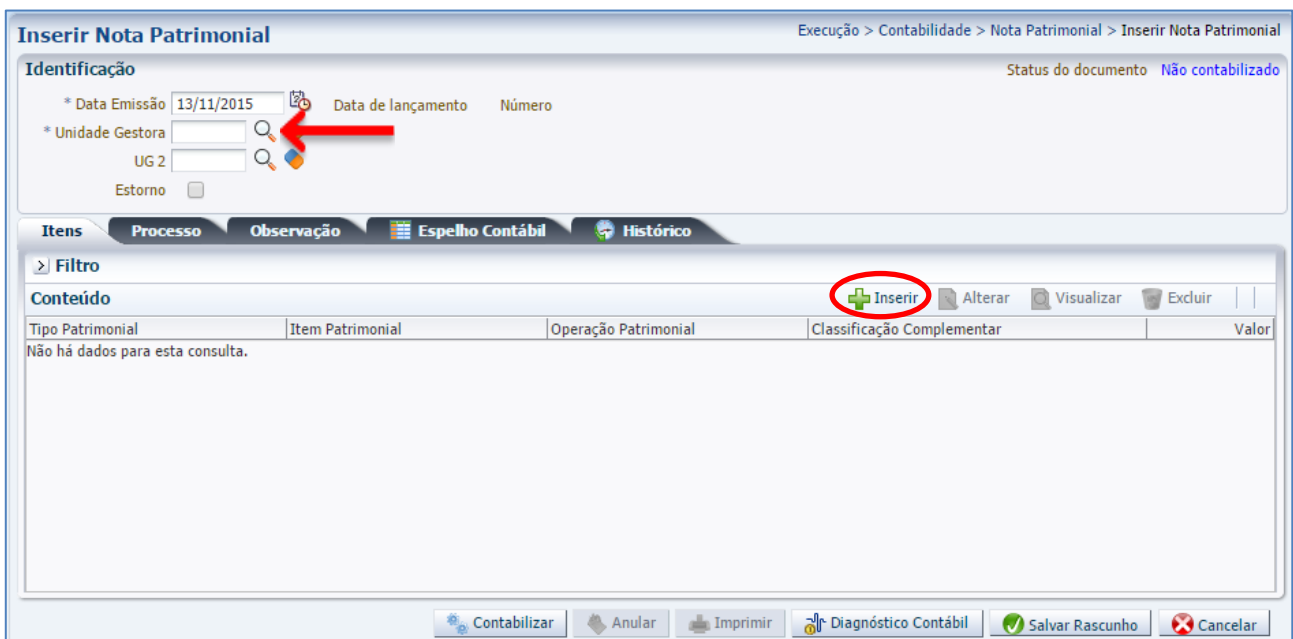 Inserir Nota Patrimonial
Execução > Contabilidade > Nota Patrimonial > Inserir Nota Patrimonial
Identificação
Status do documento Não contabilizado
* Data Emissão 13/11/2015 Data de lançamento Número
* Unidade Gestora
UG 2
Estorno
Itens Processo Observação Espelho Contábil Histórico
> Filtro
Conteúdo Inserir Alterar Visualizar Excluir
Tipo Patrimonial Item Patrimonial Operação Patrimonial Classificação Complementar Valor
Não há dados para esta consulta.
Contabilizar Anular Imprimir Diagnóstico Contábil Salvar Rascunho Cancelar